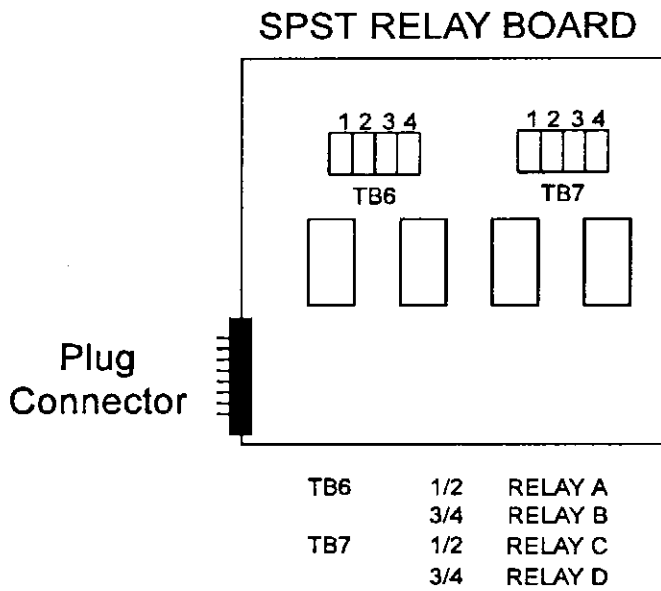 SPST RELAY BOARD
1 2 3 4
1 2 3 4
TB6
TB7
Plug
Connector
TB6 1/2 RELAY A
3/4 RELAY B
TB7 1/2 RELAY C
3/4 RELAY D